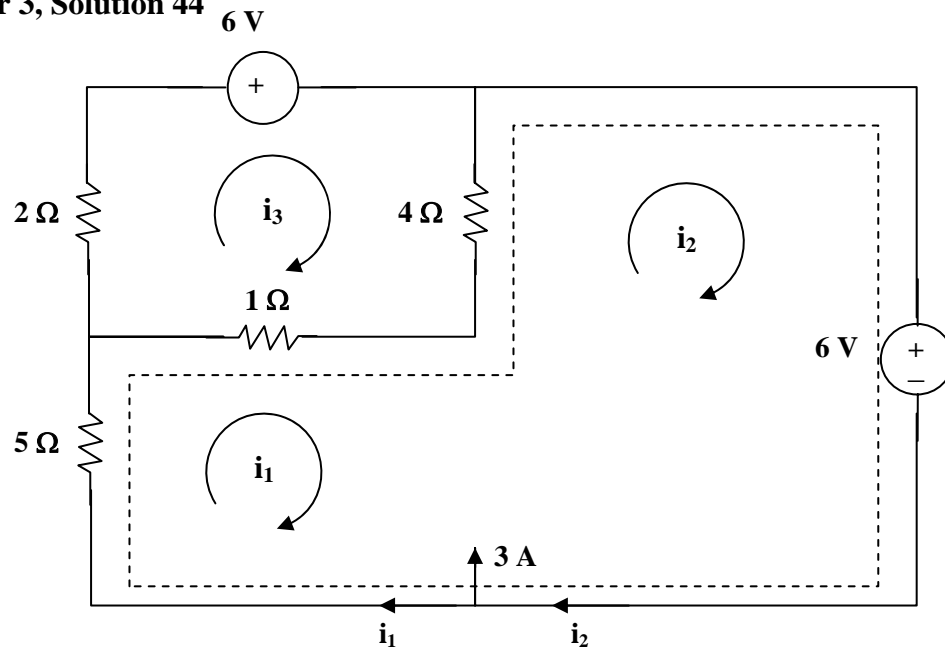 r 3, Solution 44
6 V
+
2 Ω
i3
4 Ω
i2
1 Ω
6 V
+
–
5 Ω
i1
3 A
i1
i2